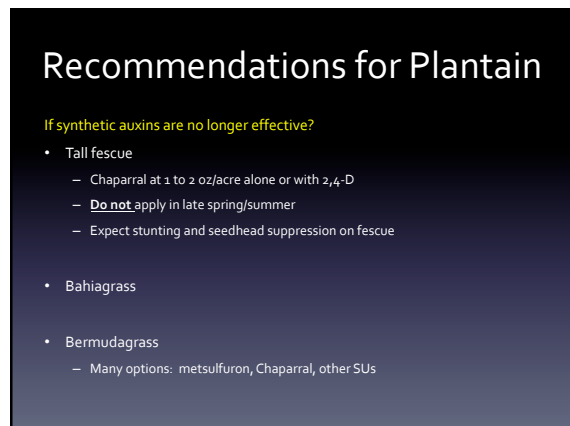 Recommendations for Plantain
If synthetic auxins are no longer effective?
• Tall fescue
– Chaparral at 1 to 2 oz/acre alone or with 2,4-D
– Do not apply in late spring/summer
– Expect stunting and seedhead suppression on fescue
• Bahiagrass
• Bermudagrass
– Many options: metsulfuron, Chaparral, other SUs